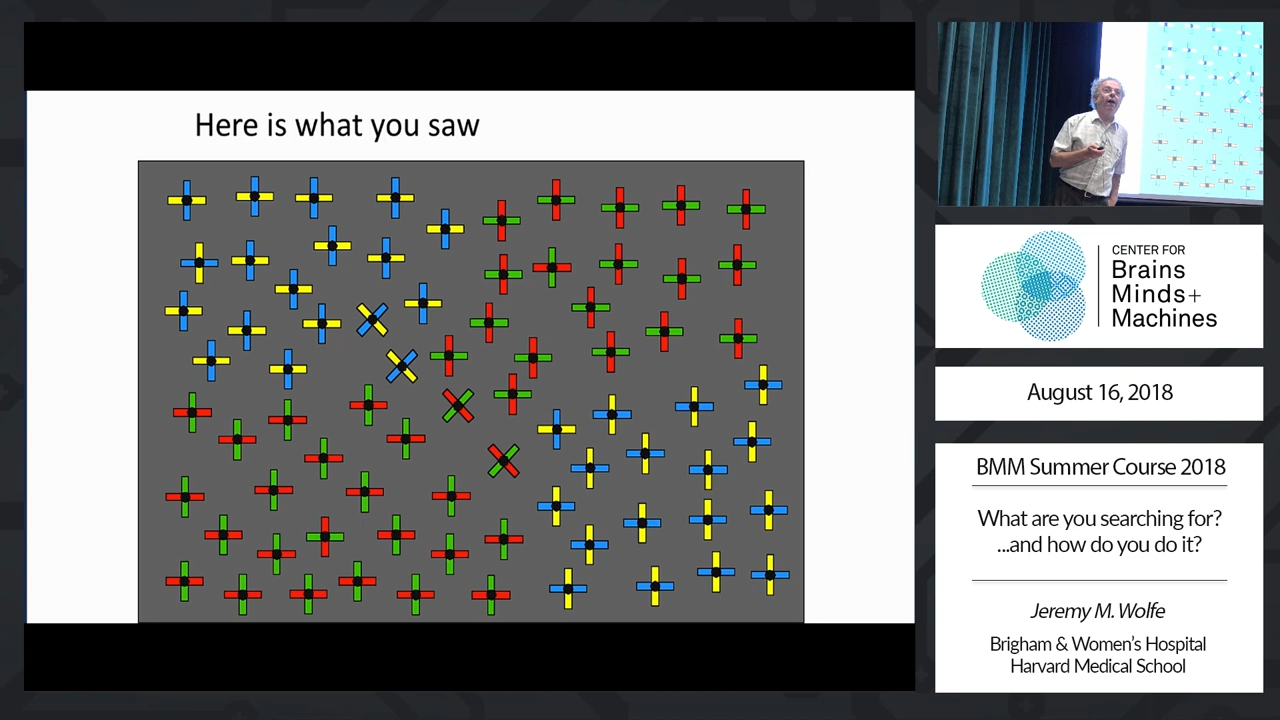 Here is what you saw
CENTER FOR
Brains
Minds+
Machines
August 16, 2018
BMM Summer Course 2018
What are you searching for?
...and how do you do it?
Jeremy M. Wolfe
Brigham & Women's Hospital
Harvard Medical School